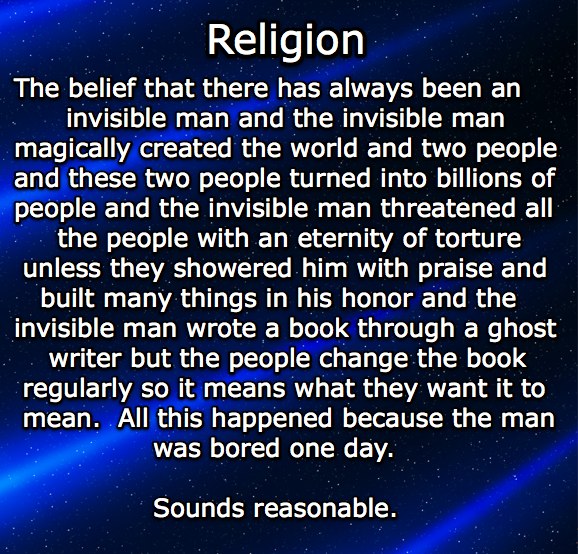 Religion
The belief that there has always been an
invisible man and the invisible man
magically created the world and two people
and these two people turned into billions of
people and the invisible man threatened all
the people with an eternity of torture
unless they showered him with praise and
built many things in his honor and the
invisible man wrote a book through a ghost
writer but the people change the book
regularly so it means what they want it to
mean.  All this happened because the man
was bored one day.
Sounds reasonable.